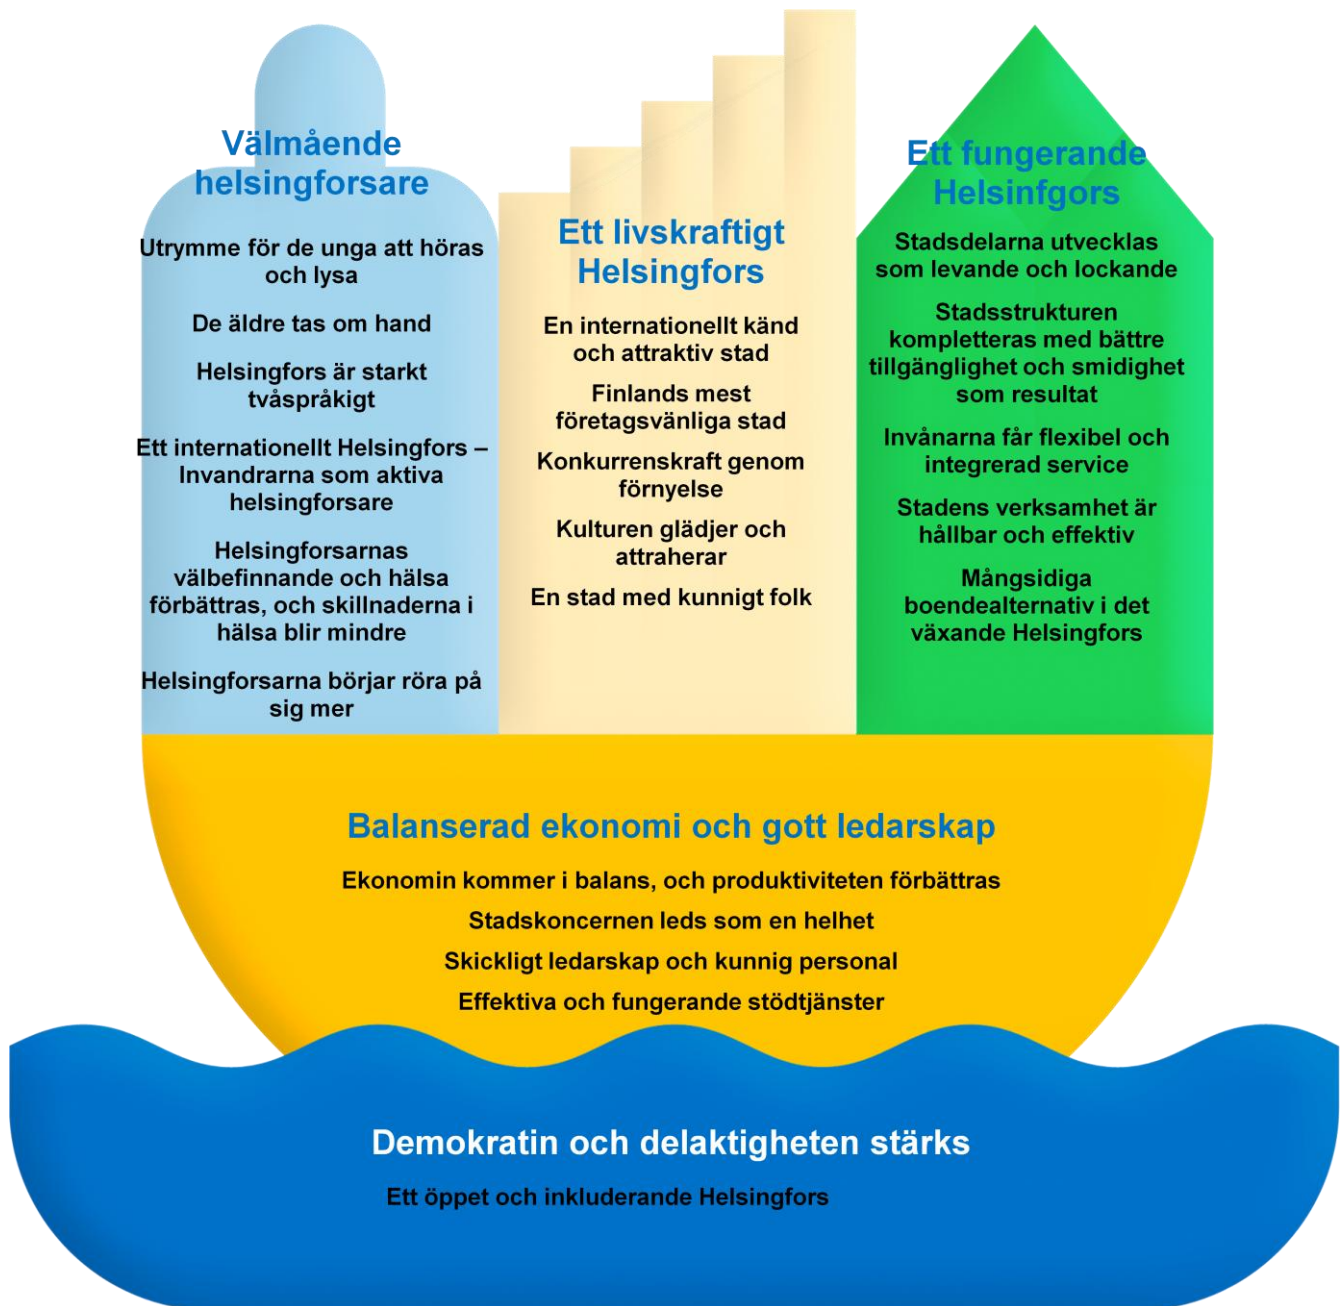 Välmående
helsingforsare
Utrymme för de unga att höras
och lysa
De äldre tas om hand
Helsingfors är starkt
tvåspråkigt
Ett internationellt Helsingfors –
Invandrarna som aktiva
helsingforsare
Helsingforsarnas
välbefinnande och hälsa
förbättras, och skillnaderna i
hälsa blir mindre
Helsingforsarna börjar röra på
sig mer
Ett livskraftigt
Helsingfors
En internationellt känd
och attraktiv stad
Finlands mest
företagsvänliga stad
Konkurrenskraft genom
förnyelse
Kulturen glädjer och
attraherar
En stad med kunnigt folk
Ett fungerande
Helsinfgors
Stadsdelarna utvecklas
som levande och lockande
Stadsstrukturen
kompletteras med bättre
tillgänglighet och smidighet
som resultat
Invånarna får flexibel och
integrerad service
Stadens verksamhet är
hållbar och effektiv
Mångsidiga
boendealternativ i det
växande Helsingfors
Balanserad ekonomi och gott ledarskap
Ekonomin kommer i balans, och produktiviteten förbättras
Stadskoncernen leds som en helhet
Skickligt ledarskap och kunnig personal
Effektiva och fungerande stödtjänster
Demokratin och delaktigheten stärks
Ett öppet och inkluderande Helsingfors